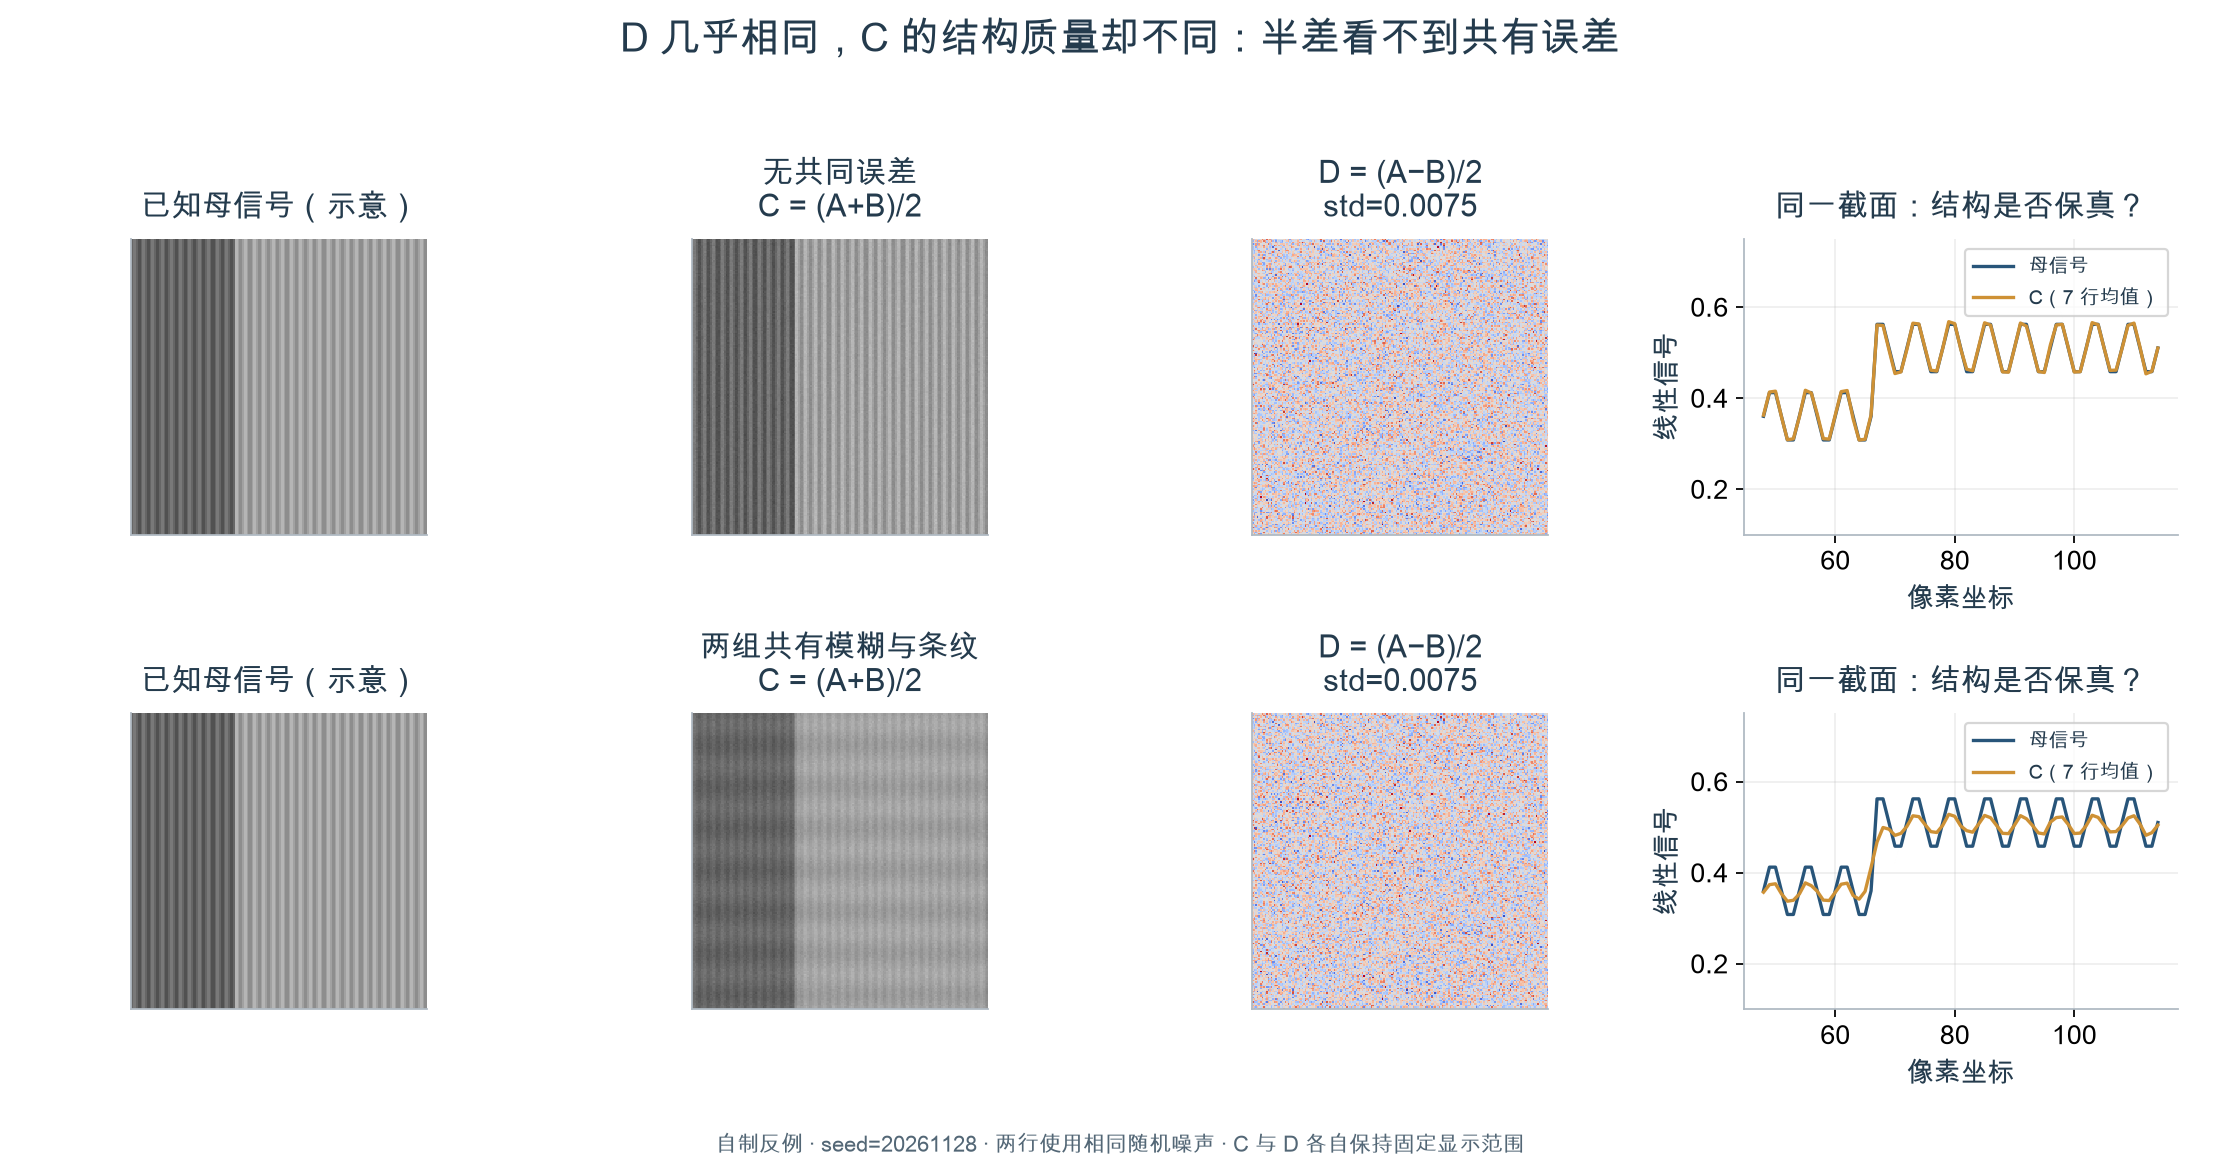 D 几乎相同，C 的结构质量却不同：半差看不到共有误差
已知母信号（示意）
无共同误差
C = (A+B)/2
D = (A−B)/2
std=0.0075
同一截面：结构是否保真？
母信号
C（7 行均值）
线性信号
0.6
0.4
0.2
60
80
100
像素坐标
已知母信号（示意）
两组共有模糊与条纹
C = (A+B)/2
D = (A−B)/2
std=0.0075
同一截面：结构是否保真？
母信号
C（7 行均值）
线性信号
0.6
0.4
0.2
60
80
100
像素坐标
自制反例 · seed=20261128 · 两行使用相同随机噪声 · C 与 D 各自保持固定显示范围